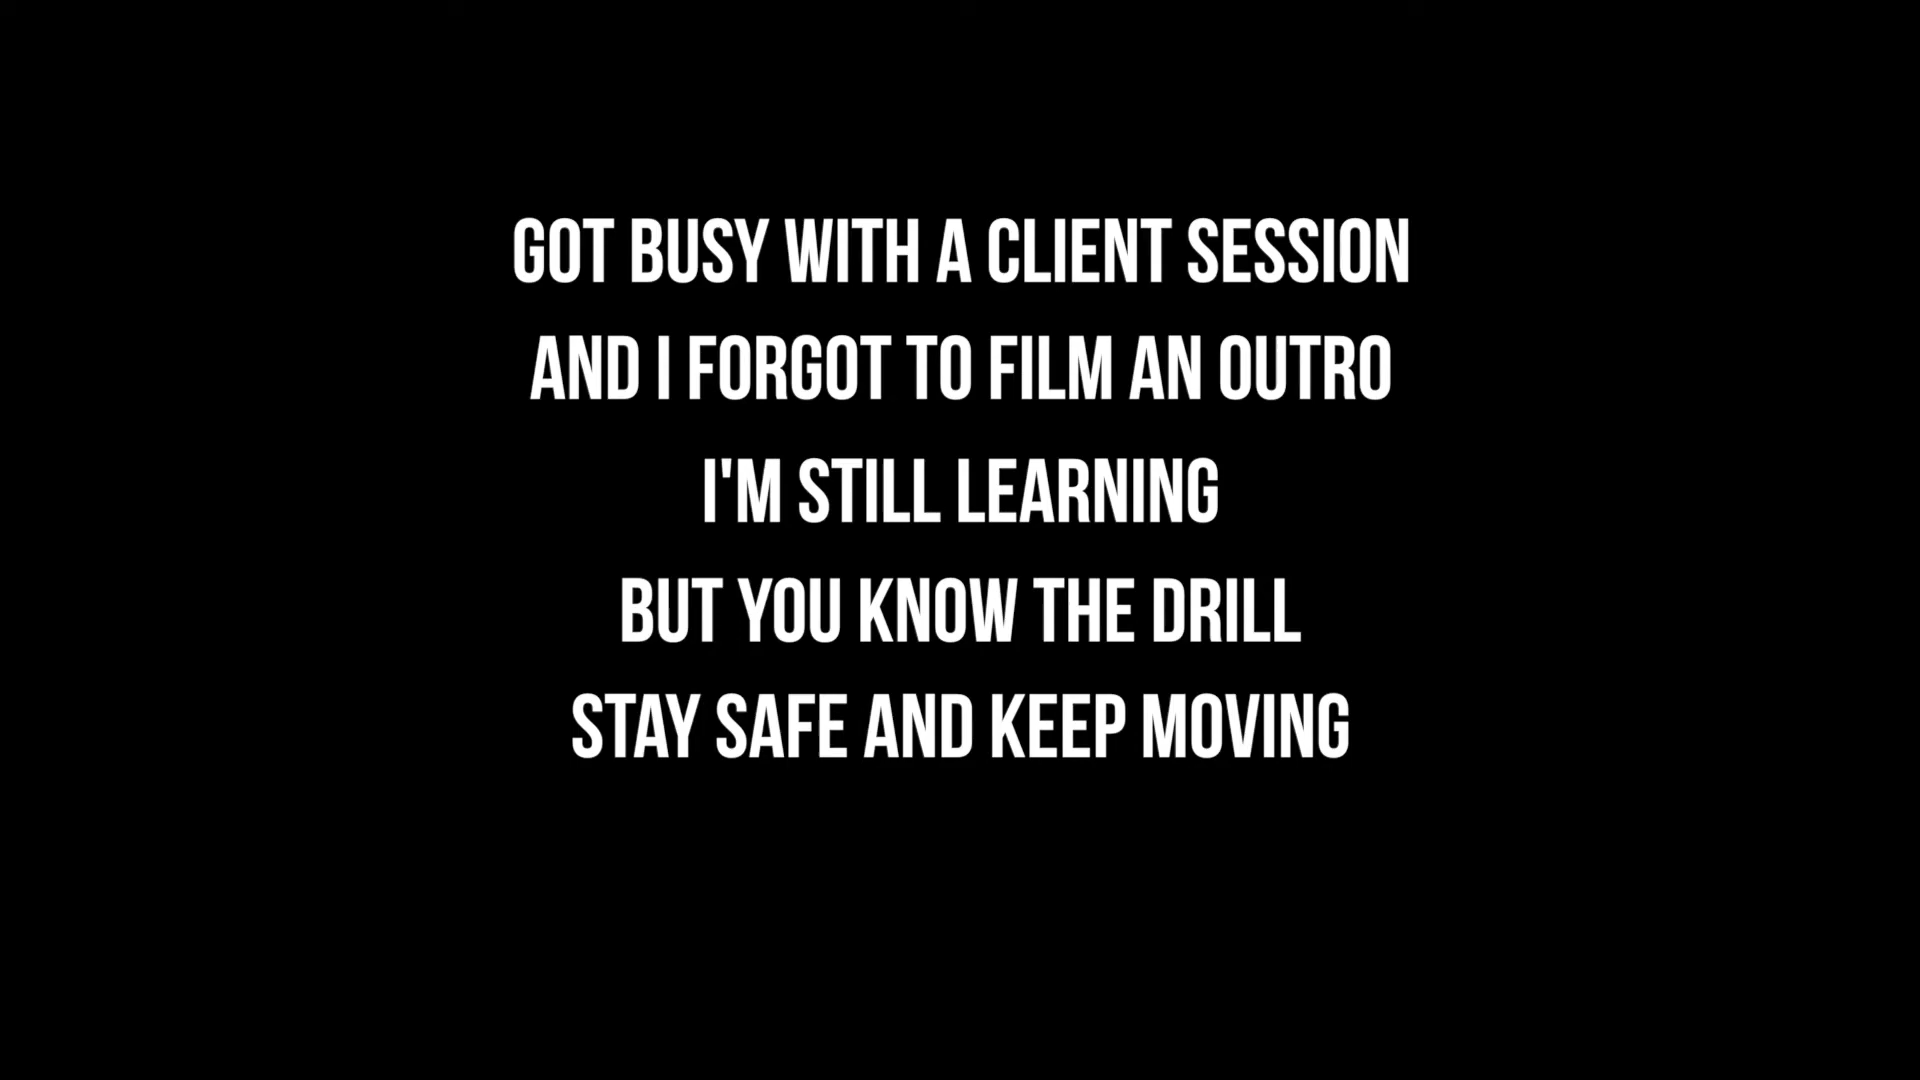 GOT BUSY WITH A CLIENT SESSION
AND I FORGOT TO FILM AN OUTRO
I'M STILL LEARNING
BUT YOU KNOW THE DRILL
STAY SAFE AND KEEP MOVING